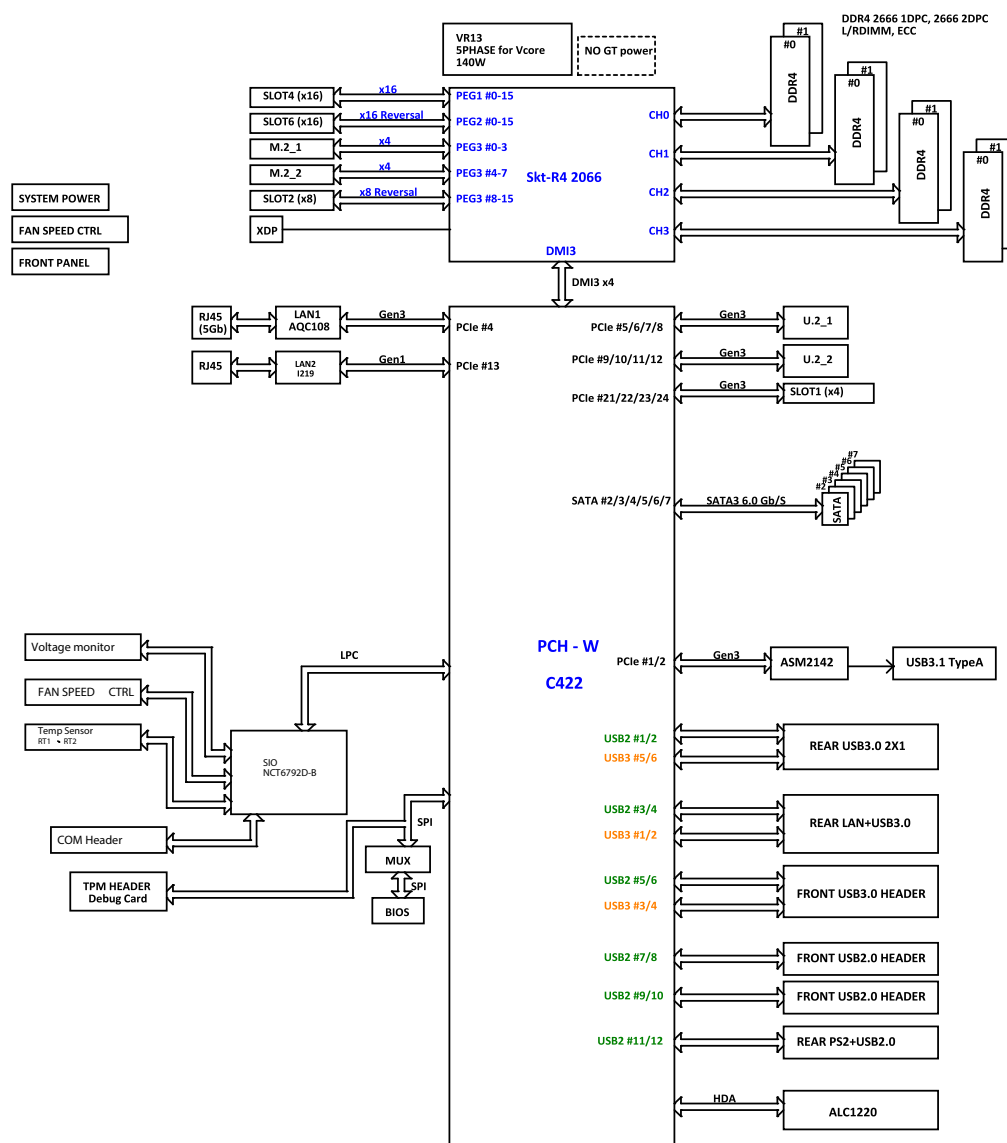 DDR4 2666 1DPC, 2666 2DPC
L/RDIMM, ECC
VR13
5PHASE for Vcore
140W
NO GT power
#1
#0
DDR4
#1
#0
DDR4
#1
#0
DDR4
#1
#0
DDR4
SLOT4 (x16)
x16
PEG1 #0-15
SLOT6 (x16)
x16 Reversal
PEG2 #0-15
M.2_1
x4
PEG3 #0-3
M.2_2
x4
PEG3 #4-7
SLOT2 (x8)
x8 Reversal
PEG3 #8-15
XDP
Skt-R4 2066
CH0
CH1
CH2
CH3
DMI3
DMI3 x4
SYSTEM POWER
FAN SPEED CTRL
FRONT PANEL
RJ45
(5Gb)
LAN1
AQC108
Gen3
PCIe #4
RJ45
LAN2
I219
Gen1
PCIe #13
PCIe #5/6/7/8
Gen3
U.2_1
PCIe #9/10/11/12
Gen3
U.2_2
PCIe #21/22/23/24
Gen3
SLOT1 (x4)
SATA #2/3/4/5/6/7
SATA3 6.0 Gb/S
#2
#3
#4
#5
#6
#7
SATA
PCH - W
C422
PCIe #1/2
Gen3
ASM2142
USB3.1 TypeA
Voltage monitor
FAN SPEED CTRL
Temp Sensor
RT1 、RT2
LPC
SIO
NCT6792D-B
COM Header
TPM HEADER
Debug Card
SPI
MUX
SPI
BIOS
USB2 #1/2
USB3 #5/6
REAR USB3.0 2X1
USB2 #3/4
USB3 #1/2
REAR LAN+USB3.0
USB2 #5/6
USB3 #3/4
FRONT USB3.0 HEADER
USB2 #7/8
FRONT USB2.0 HEADER
USB2 #9/10
FRONT USB2.0 HEADER
USB2 #11/12
REAR PS2+USB2.0
HDA
ALC1220